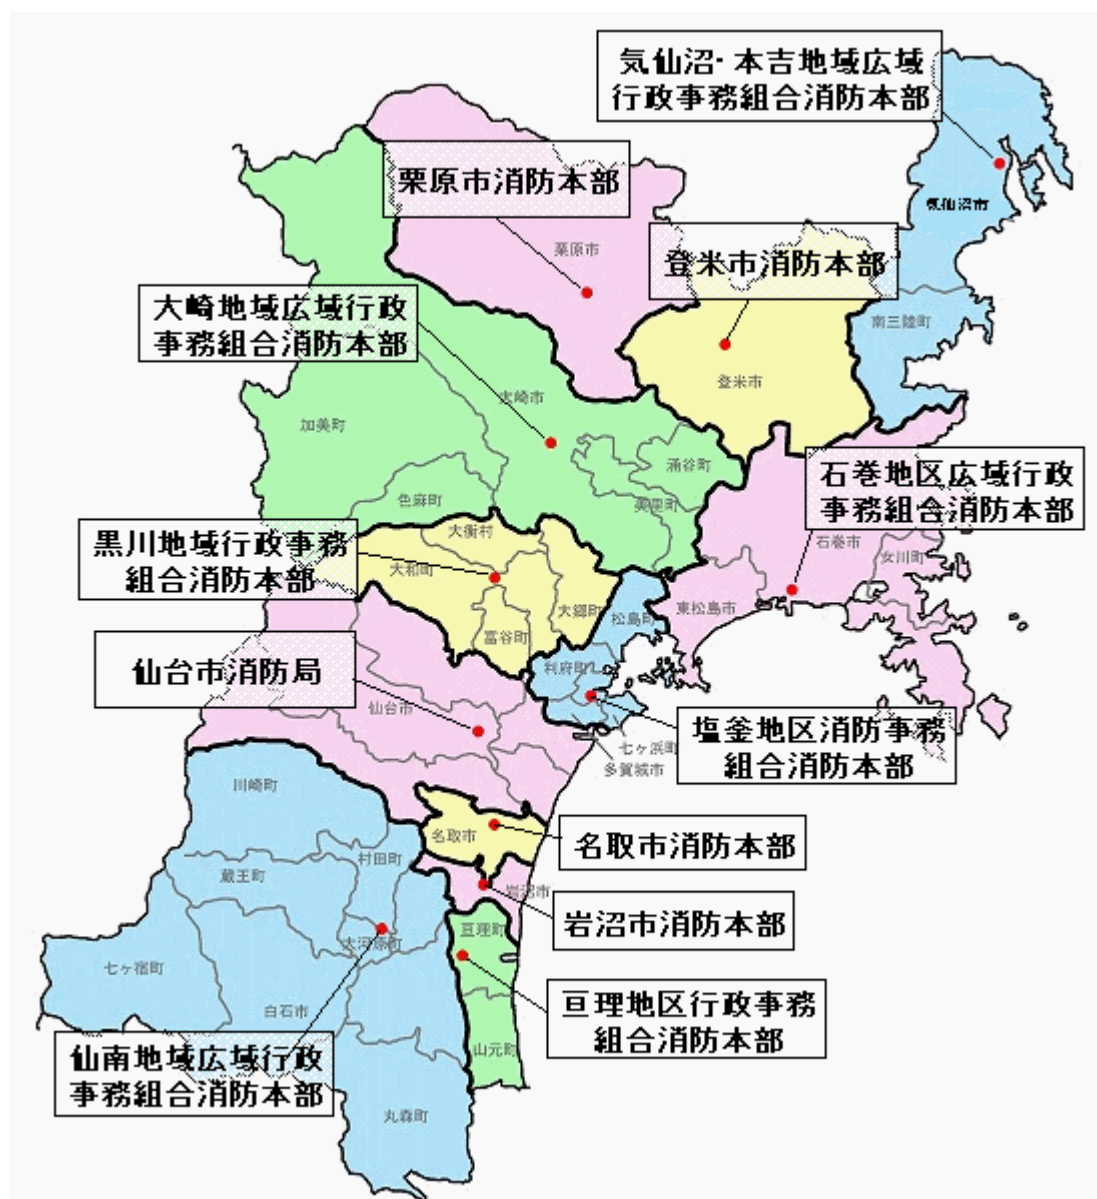 気仙沼・本吉地域広域
行政事務組合消防本部
栗原市消防本部
気仙沼市
栗原市
登米市消防本部
大崎地域広域行政
事務組合消防本部
南三陸町
登米市
大崎市
加美町
涌谷町
石巻地区広域行政
事務組合消防本部
色麻町
美里町
大衡村
黒川地域行政事務
組合消防本部
石巻市
女川町
大和町
大郷町
松島町
東松島市
富谷町
仙台市消防局
利府町
仙台市
塩釜地区消防事務
組合消防本部
七ヶ浜町
多賀城市
川崎町
名取市
名取市消防本部
村田町
蔵王町
岩沼市
岩沼市消防本部
亘理町
大河原町
七ヶ宿町
白石市
亘理地区行政事務
組合消防本部
山元町
仙南地域広域行政
事務組合消防本部
丸森町